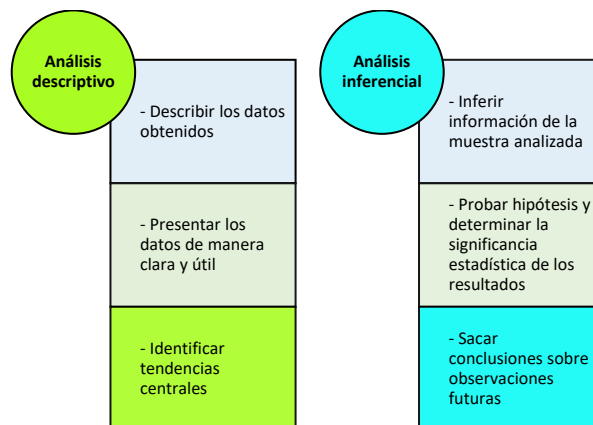 Análisis
descriptivo
- Describir los datos
obtenidos
- Presentar los
datos de manera
clara y útil
- Identificar
tendencias
centrales
Análisis
inferencial
- Inferir
información de la
muestra analizada
- Probar hipótesis y
determinar la
significancia
estadística de los
resultados
- Sacar
conclusiones sobre
observaciones
futuras